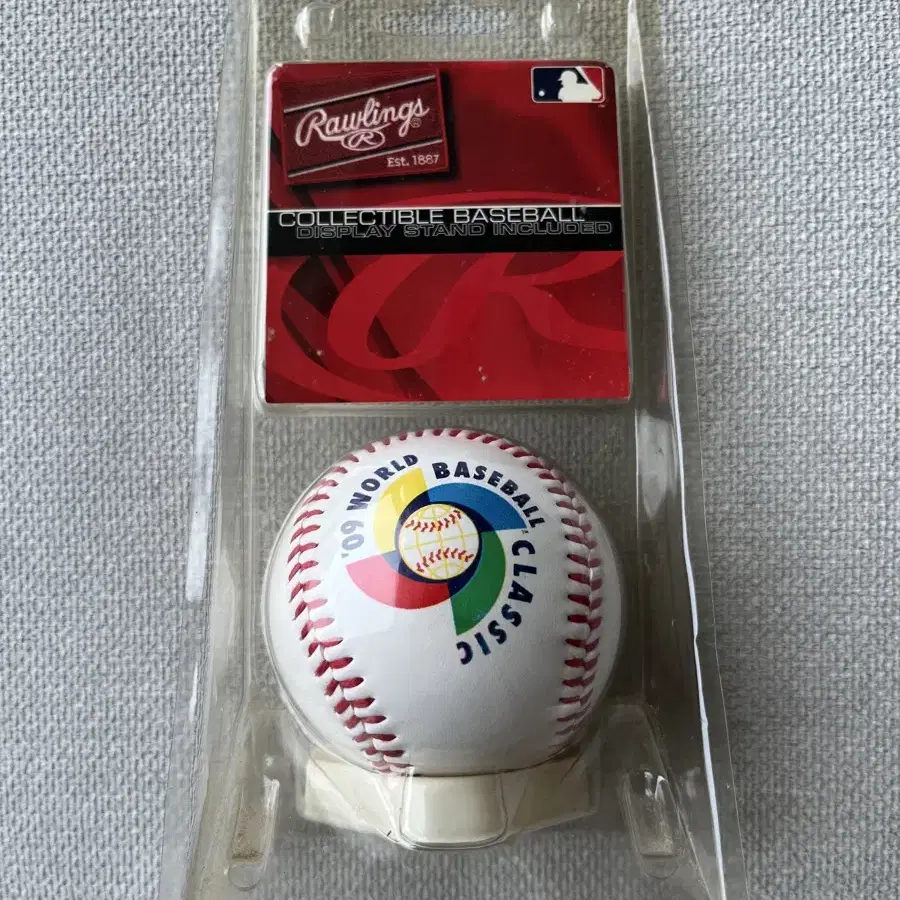 Rawlings®
R
Est. 1887
COLLECTIBLE BASEBALL
DISPLAY STAND INCLUDED
'09 WORLD BASEBALL CLASSIC